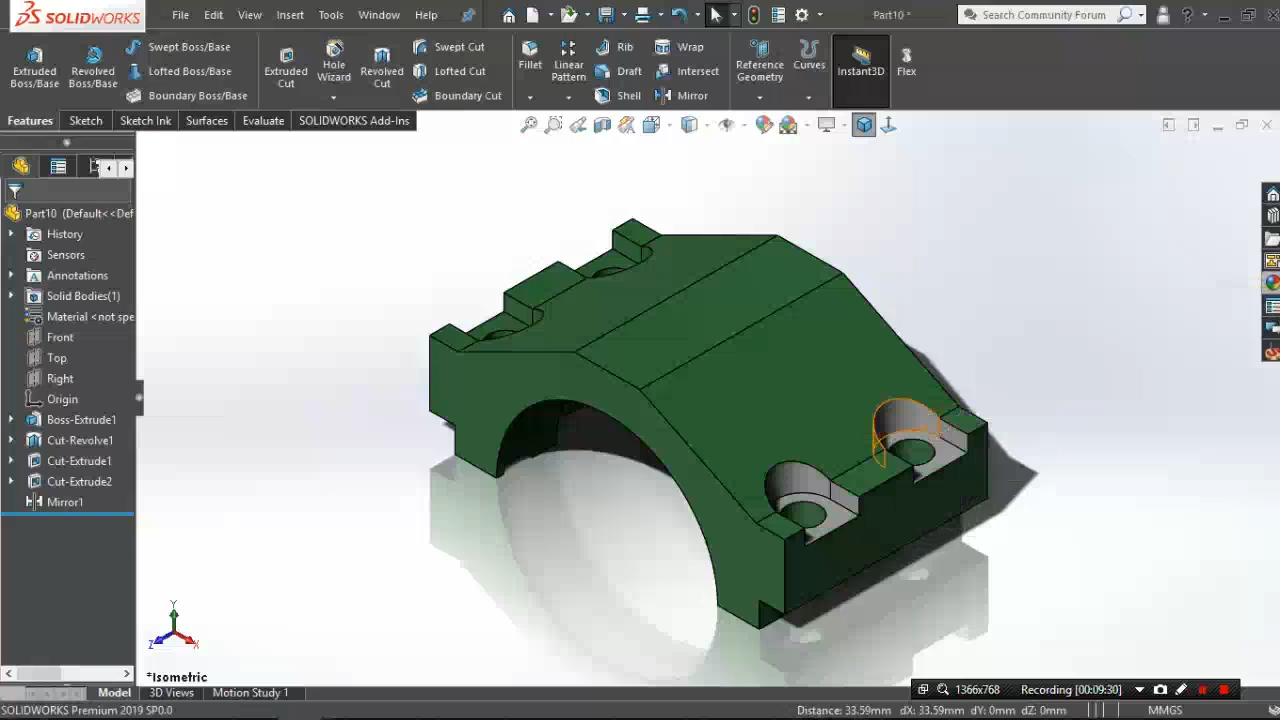 SOLIDWORKS
File Edit View Insert Tools Window Help
Part10 *
Search Community Forum
Extruded Boss/Base
Revolved Boss/Base
Swept Boss/Base
Lofted Boss/Base
Boundary Boss/Base
Extruded Cut
Hole Wizard
Revolved Cut
Swept Cut
Lofted Cut
Boundary Cut
Fillet
Linear Pattern
Rib
Draft
Shell
Wrap
Intersect
Mirror
Reference Geometry
Curves
Instant3D
Flex
Features Sketch Sketch Ink Surfaces Evaluate SOLIDWORKS Add-Ins
Part10 (Default<<Def
History
Sensors
Annotations
Solid Bodies(1)
Material <not spe
Front
Top
Right
Origin
Boss-Extrude1
Cut-Revolve1
Cut-Extrude1
Cut-Extrude2
Mirror1
Y
Z
X
*Isometric
Model 3D Views Motion Study 1
1366x768 Recording [00:09:30]
SOLIDWORKS Premium 2019 SP0.0
Distance: 33.59mm dX: 33.59mm dY: 0mm dZ: 0mm
MMGS